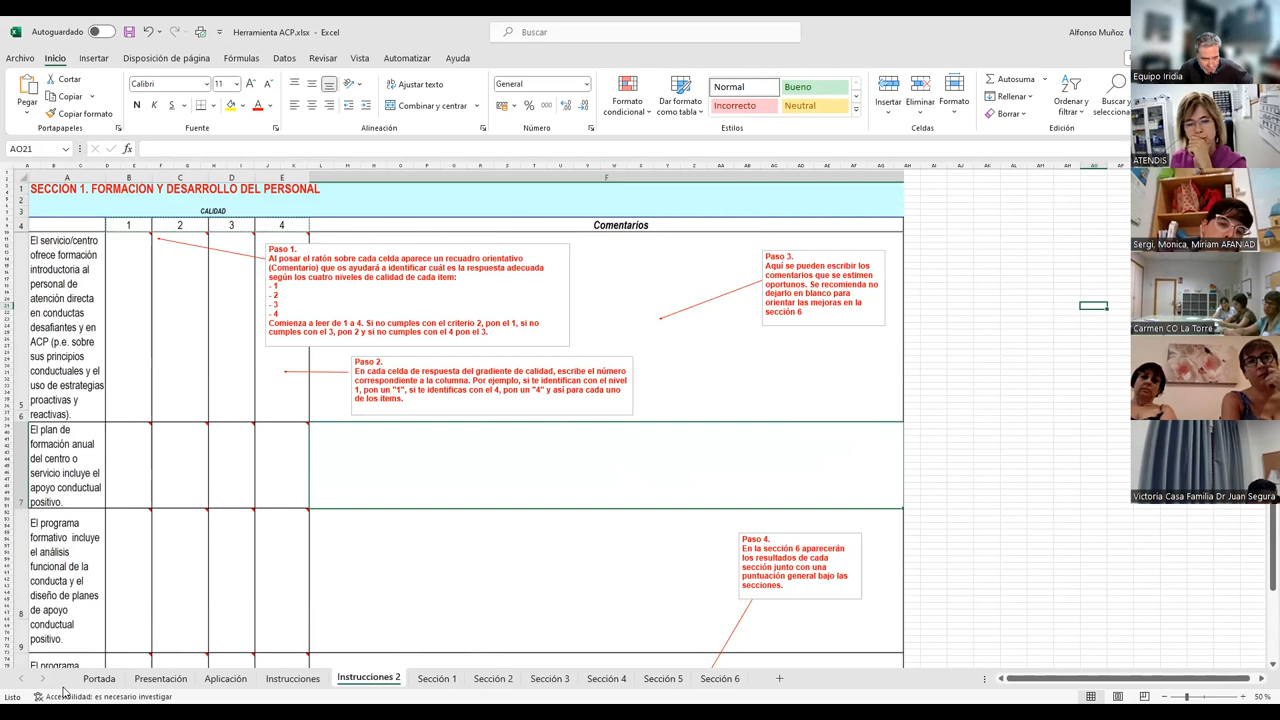 Autoguardado
Herramienta ACP.xlsx - Excel
Buscar
Alfonso Muñoz
Archivo Inicio Insertar Disposición de página Fórmulas Datos Revisar Vista Automatizar Ayuda
Pegar
Cortar
Copiar
Copiar formato
Portapapeles
Calibri 11
N K S
Fuente
Ajustar texto
Combinar y centrar
Alineación
General
Número
Formato condicional
Dar formato como tabla
Normal Bueno
Incorrecto Neutral
Estilos
Insertar Eliminar Formato
Celdas
Autosuma
Rellenar
Borrar
Ordenar y filtrar
Buscar y
selecciona
Edición
AO21
SECCIÓN 1. FORMACIÓN Y DESARROLLO DEL PERSONAL
CALIDAD
1 2 3 4 Comentarios
El servicio/centro
ofrece formación
introductoria al
personal de
atención directa
en conductas
desafiantes y en
ACP (p.e. sobre
sus principios
conductuales y el
uso de estrategias
proactivas y
reactivas).
Paso 1.
Al posar el ratón sobre cada celda aparece un recuadro orientativo
(Comentario) que os ayudará a identificar cuál es la respuesta adecuada
según los cuatro niveles de calidad de cada item:
- 1
- 2
- 3
- 4
Comienza a leer de 1 a 4. Si no cumples con el criterio 2, pon el 1, si no
cumples con el 3, pon 2 y si no cumples con el 4 pon el 3.
Paso 2.
En cada celda de respuesta del gradiente de calidad, escribe el número
correspondiente a la columna. Por ejemplo, si te identifican con el nivel
1, pon un "1", si te identificas con el 4, pon un "4" y así para cada uno
de los items.
Paso 3.
Aquí se pueden escribir los
comentarios que se estimen
oportunos. Se recomienda no
dejarlo en blanco para
orientar las mejoras en la
sección 6
El plan de
formación anual
del centro o
servicio incluye el
apoyo conductual
positivo.
El programa
formativo incluye
el análisis
funcional de la
conducta y el
diseño de planes
de apoyo
conductual
positivo.
El programa
Paso 4.
En la sección 6 aparecerán
los resultados de cada
sección junto con una
puntuación general bajo las
secciones.
Portada Presentación Aplicación Instrucciones Instrucciones 2 Sección 1 Sección 2 Sección 3 Sección 4 Sección 5 Sección 6
Listo
Accesibilidad: es necesario investigar
50 %
Equipo Iridia
ATENDIS
Sergi, Monica, Miriam AFANIAD
Carmen CO La Torre
Victoria Casa Familia Dr Juan Segura